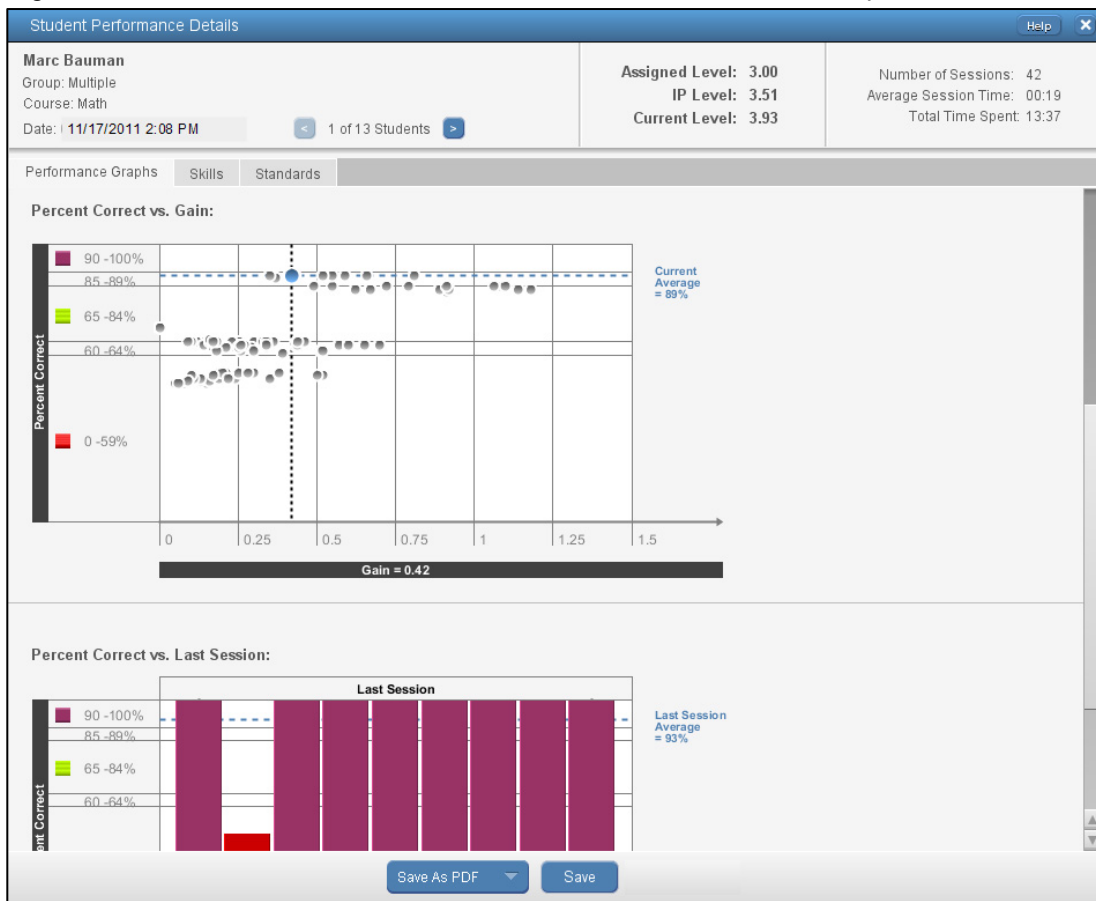 Student Performance Details
Help
Marc Bauman
Group: Multiple
Course: Math
Date: 11/17/2011 2:08 PM
1 of 13 Students
Assigned Level: 3.00
IP Level: 3.51
Current Level: 3.93
Number of Sessions: 42
Average Session Time: 00:19
Total Time Spent: 13:37
Performance Graphs Skills Standards
Percent Correct vs. Gain:
Percent Correct
90 -100%
85 -89%
65 -84%
60 -64%
0 -59%
Current
Average
= 89%
0 0.25 0.5 0.75 1 1.25 1.5
Gain = 0.42
Percent Correct vs. Last Session:
Last Session
90 -100%
85 -89%
65 -84%
60 -64%
Correct
Last Session
Average
= 93%
Save As PDF Save